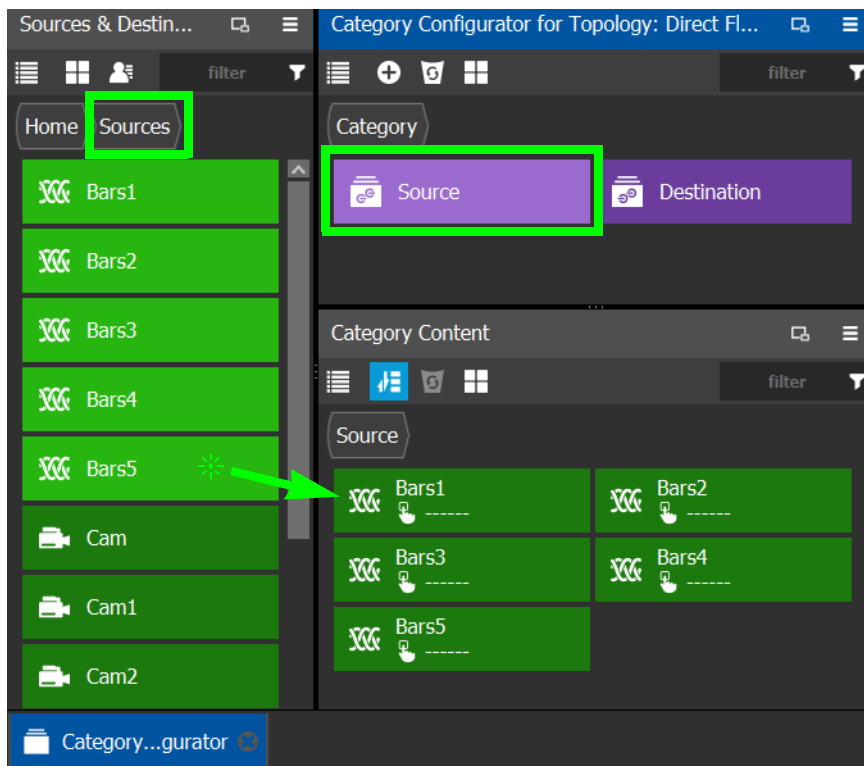 Sources & Destin...
filter
Home
Sources
Bars1
Bars2
Bars3
Bars4
Bars5
Cam
Cam1
Cam2
Category Configurator for Topology: Direct Fl...
filter
Category
Source
Destination
Category Content
filter
Source
Bars1
------
Bars2
------
Bars3
------
Bars4
------
Bars5
------
Category...gurator